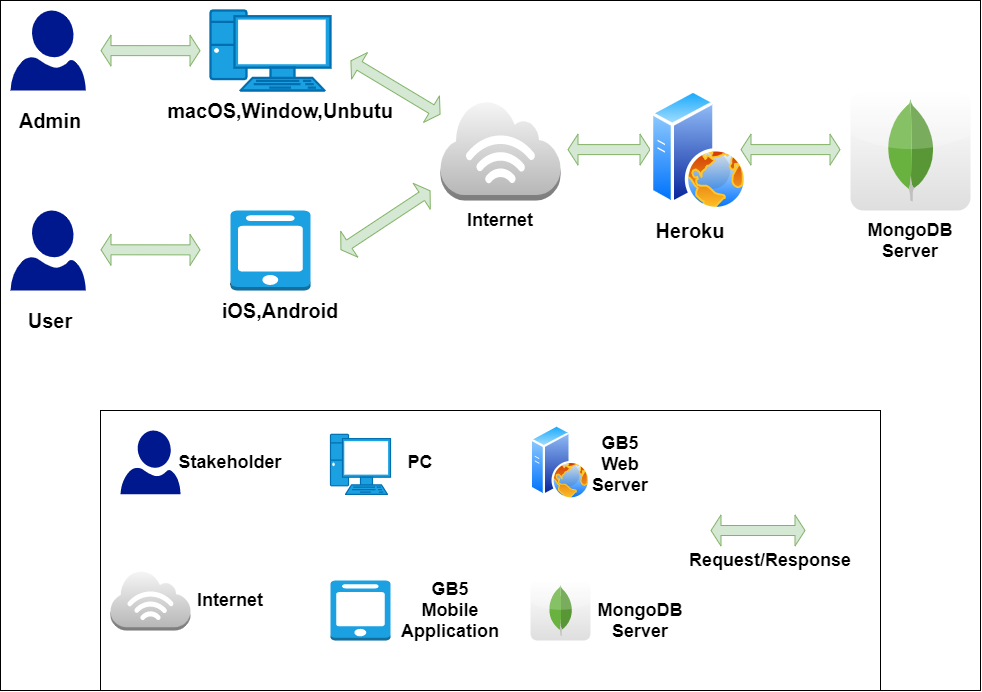 Admin
macOS,Window,Unbutu
Internet
Heroku
MongoDB
Server
User
iOS,Android
Stakeholder
PC
GB5
Web
Server
Request/Response
Internet
GB5
Mobile
Application
MongoDB
Server